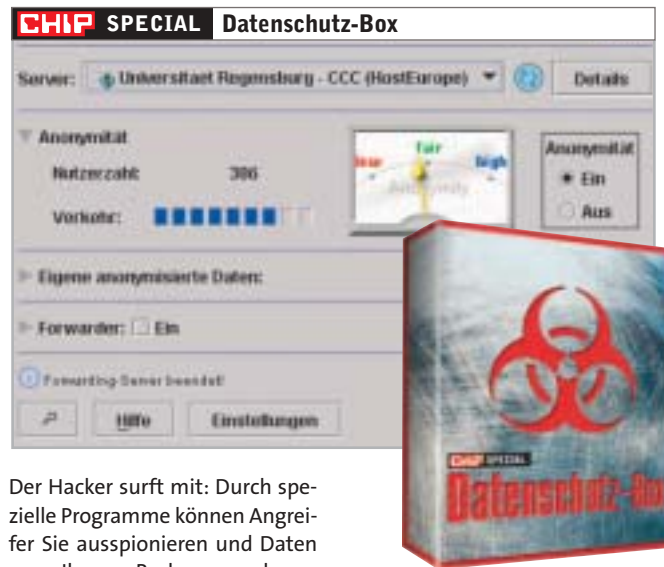 CHIP SPECIAL Datenschutz-Box
Server: Universitaet Regensburg - CCC (HostEurope) Details
Anonymität
Nutzerzahl: 386
Verkehr:
low fair high
Anonymity
Anonymität
Ein
Aus
Eigene anonymisierte Daten:
Forwarder: Ein
Forwarding-Server beendet!
Hilfe Einstellungen
CHIP SPECIAL
Datenschutz-Box
Der Hacker surft mit: Durch spe-
zielle Programme können Angrei-
fer Sie ausspionieren und Daten